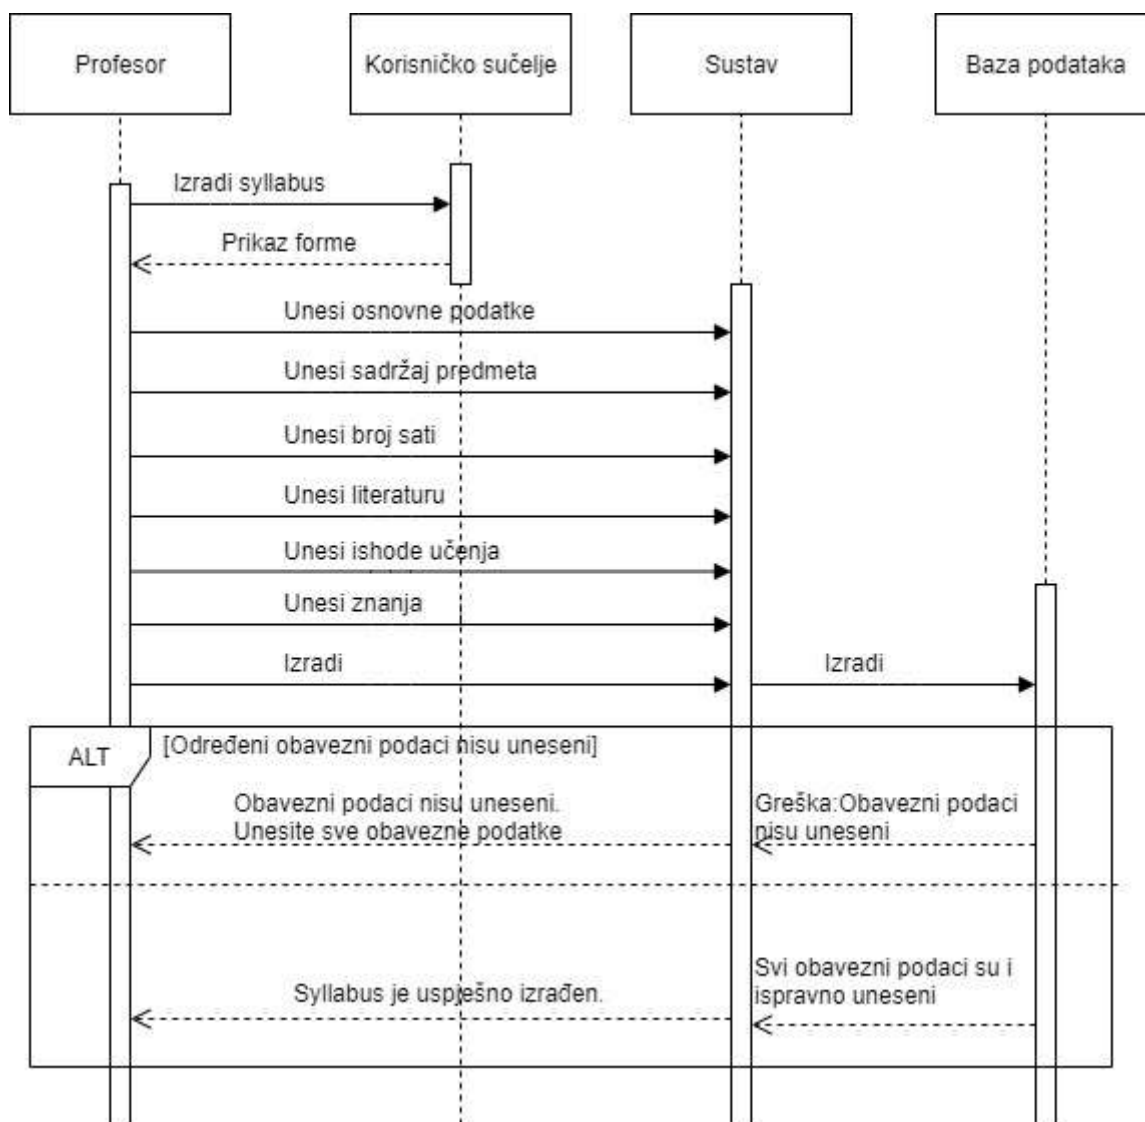 Profesor
Korisničko sučelje
Sustav
Baza podataka
Izradi syllabus
Prikaz forme
Unesi osnovne podatke
Unesi sadržaj predmeta
Unesi broj sati
Unesi literaturu
Unesi ishode učenja
Unesi znanja
Izradi
Izradi
ALT
[Određeni obavezni podaci nisu uneseni]
Obavezni podaci nisu uneseni.
Unesite sve obavezne podatke
Greška:Obavezni podaci
nisu uneseni
Svi obavezni podaci su i
ispravno uneseni
Syllabus je uspješno izrađen.